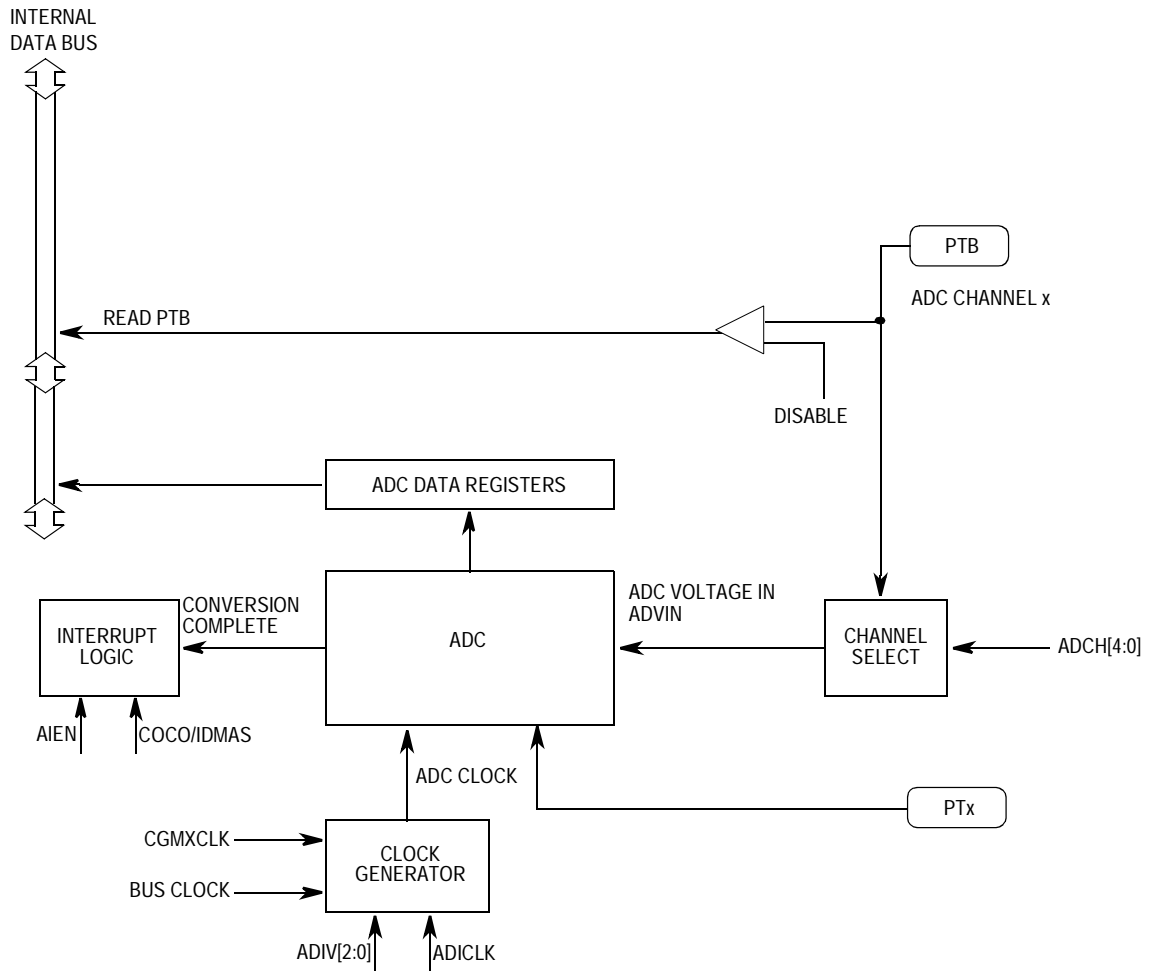 INTERNAL
DATA BUS
PTB
ADC CHANNEL x
READ PTB
DISABLE
ADC DATA REGISTERS
INTERRUPT
LOGIC
CONVERSION
COMPLETE
ADC
ADC VOLTAGE IN
ADVIN
CHANNEL
SELECT
ADCH[4:0]
AIEN
COCO/IDMAS
ADC CLOCK
PTx
CGMXCLK
BUS CLOCK
CLOCK
GENERATOR
ADIV[2:0]
ADICLK